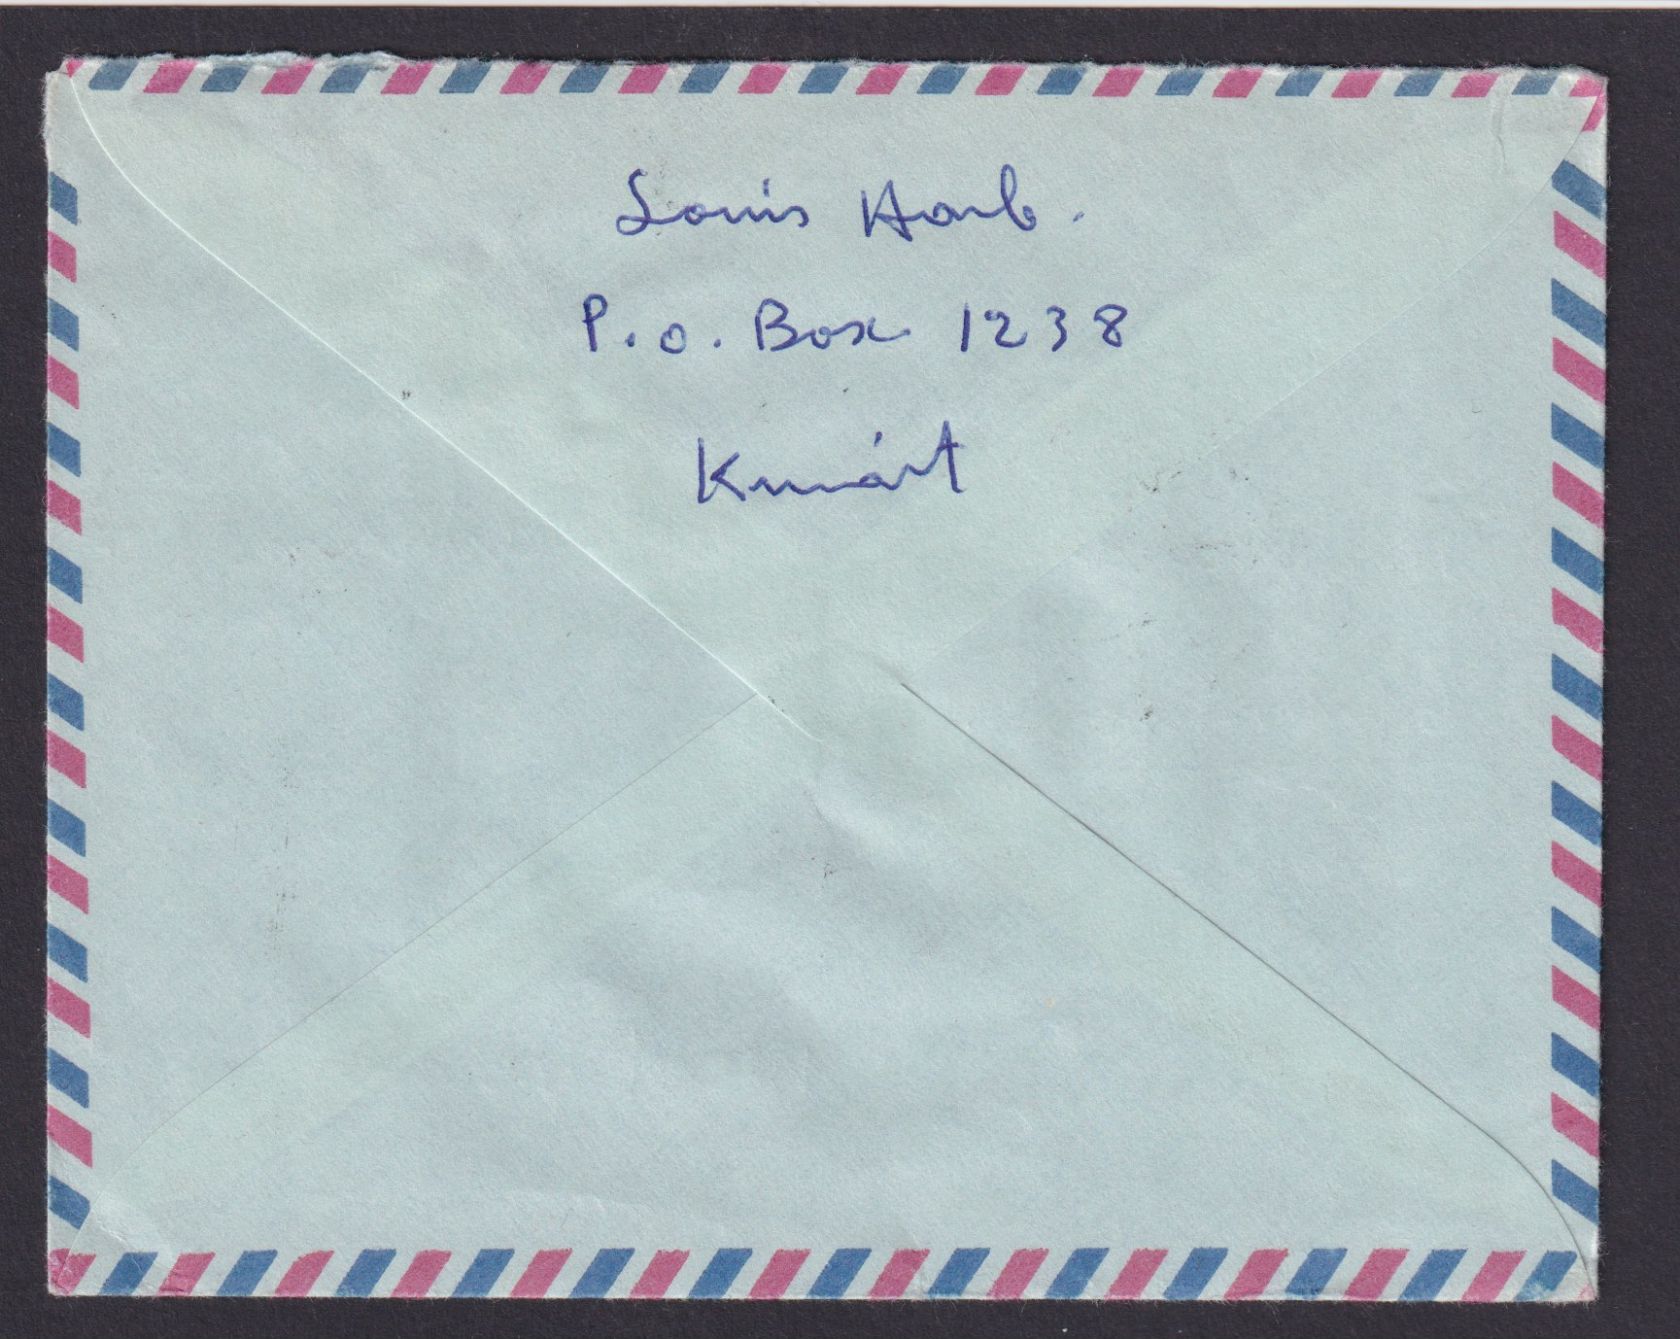 Louis Harb.
P.o. Box 1238
Kuwait